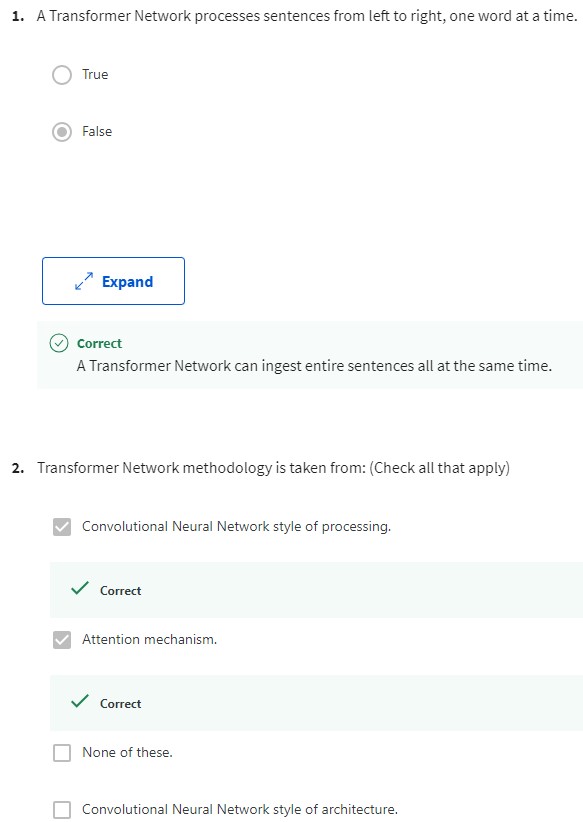 1. A Transformer Network processes sentences from left to right, one word at a time.
True
False
Expand
Correct
A Transformer Network can ingest entire sentences all at the same time.
2. Transformer Network methodology is taken from: (Check all that apply)
Convolutional Neural Network style of processing.
Correct
Attention mechanism.
Correct
None of these.
Convolutional Neural Network style of architecture.